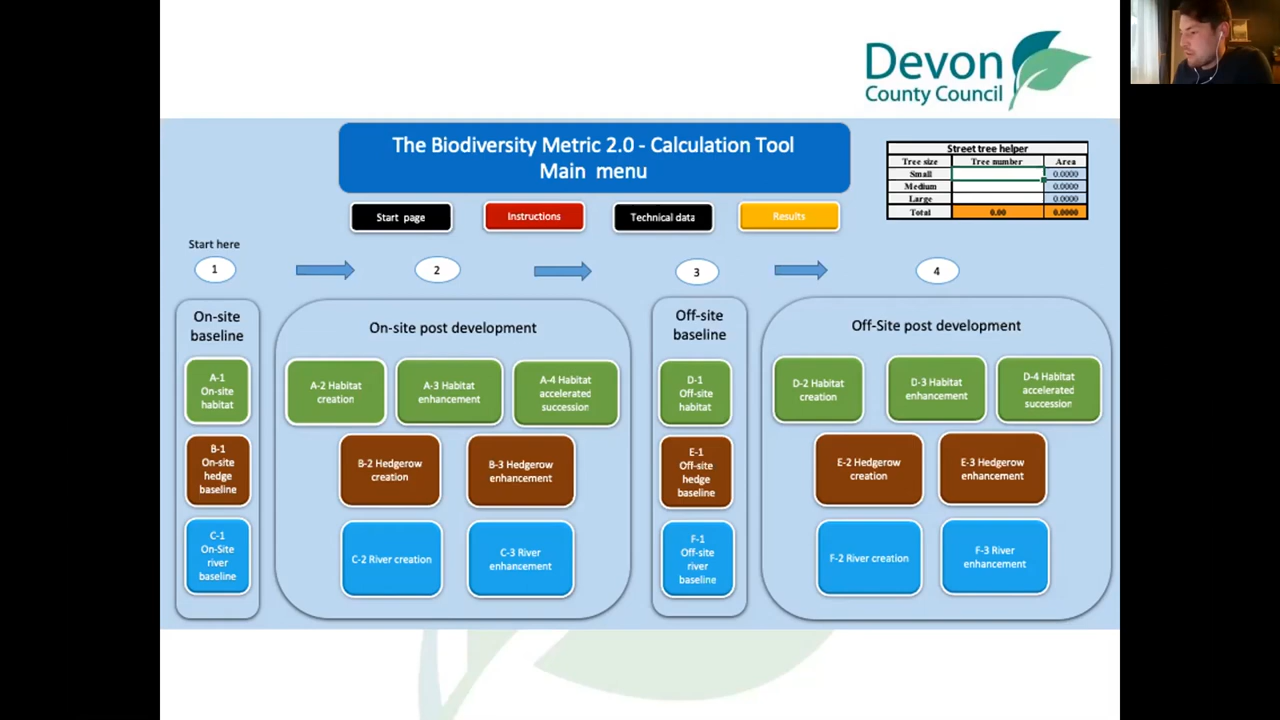 Devon
County Council
The Biodiversity Metric 2.0 - Calculation Tool
Main menu
Street tree helper
Tree size Tree number Area
Small 0.0000
Medium 0.0000
Large 0.0000
Total 0.00 0.0000
Start page
Instructions
Technical data
Results
Start here
1
2
3
4
On-site
baseline
A-1
On-site
habitat
B-1
On-site
hedge
baseline
C-1
On-Site
river
baseline
On-site post development
A-2 Habitat
creation
A-3 Habitat
enhancement
A-4 Habitat
accelerated
succession
B-2 Hedgerow
creation
B-3 Hedgerow
enhancement
C-2 River creation
C-3 River
enhancement
Off-site
baseline
D-1
Off-site
habitat
E-1
Off-site
hedge
baseline
F-1
Off-site
river
baseline
Off-Site post development
D-2 Habitat
creation
D-3 Habitat
enhancement
D-4 Habitat
accelerated
succession
E-2 Hedgerow
creation
E-3 Hedgerow
enhancement
F-2 River creation
F-3 River
enhancement